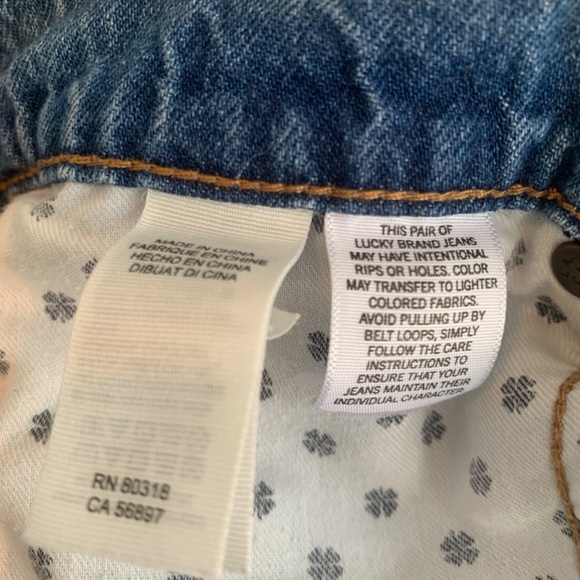 MADE IN CHINA
FABRIQUE EN CHINE
HECHO EN CHINA
DIBUAT DI CINA
RN 80318
CA 56897
THIS PAIR OF
LUCKY BRAND JEANS
MAY HAVE INTENTIONAL
RIPS OR HOLES, COLOR
MAY TRANSFER TO LIGHTER
COLORED FABRICS.
AVOID PULLING UP BY
BELT LOOPS, SIMPLY
FOLLOW THE CARE
INSTRUCTIONS TO
ENSURE THAT YOUR
JEANS MAINTAIN THEIR
INDIVIDUAL CHARACTER.